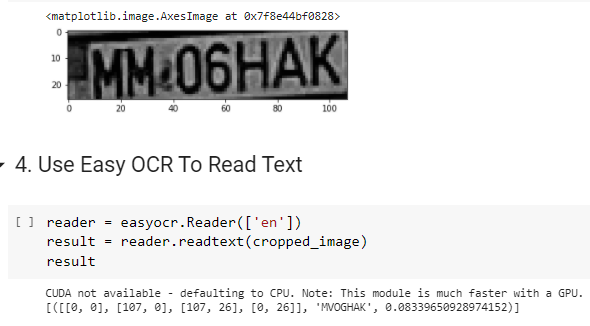 <matplotlib.image.AxesImage at 0x7f8e44bf0828>
0
10
20
MM 06HAK
0 20 40 60 80 100
4. Use Easy OCR To Read Text
[ ] reader = easyocr.Reader(['en'])
result = reader.readtext(cropped_image)
result
CUDA not available - defaulting to CPU. Note: This module is much faster with a GPU.
[([[0, 0], [107, 0], [107, 26], [0, 26]], 'MVOGHAK', 0.08339650928974152)]